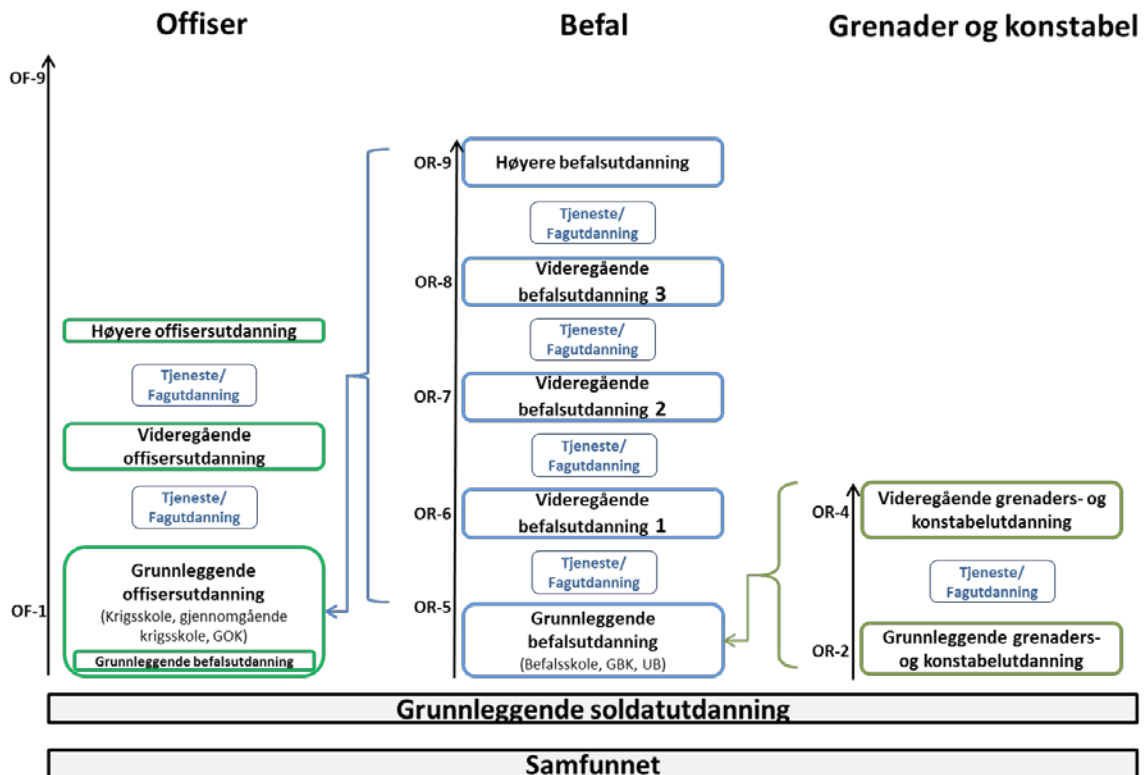 Offiser
Befal
Grenader og konstabel
OF-9
Høyere offisersutdanning
Tjeneste/
Fagutdanning
Videregående
offisersutdanning
Tjeneste/
Fagutdanning
OF-1
Grunnleggende
offisersutdanning
(Krigsskole, gjennomgående
krigsskole, GOK)
Grunnleggende befalsutdanning
OR-9
Høyere befalsutdanning
Tjeneste/
Fagutdanning
OR-8
Videregående
befalsutdanning 3
Tjeneste/
Fagutdanning
OR-7
Videregående
befalsutdanning 2
Tjeneste/
Fagutdanning
OR-6
Videregående
befalsutdanning 1
Tjeneste/
Fagutdanning
OR-5
Grunnleggende
befalsutdanning
(Befalsskole, GBK, UB)
OR-4
Videregående grenaders- og
konstabelutdanning
Tjeneste/
Fagutdanning
OR-2
Grunnleggende grenaders-
og konstabelutdanning
Grunnleggende soldatutdanning
Samfunnet